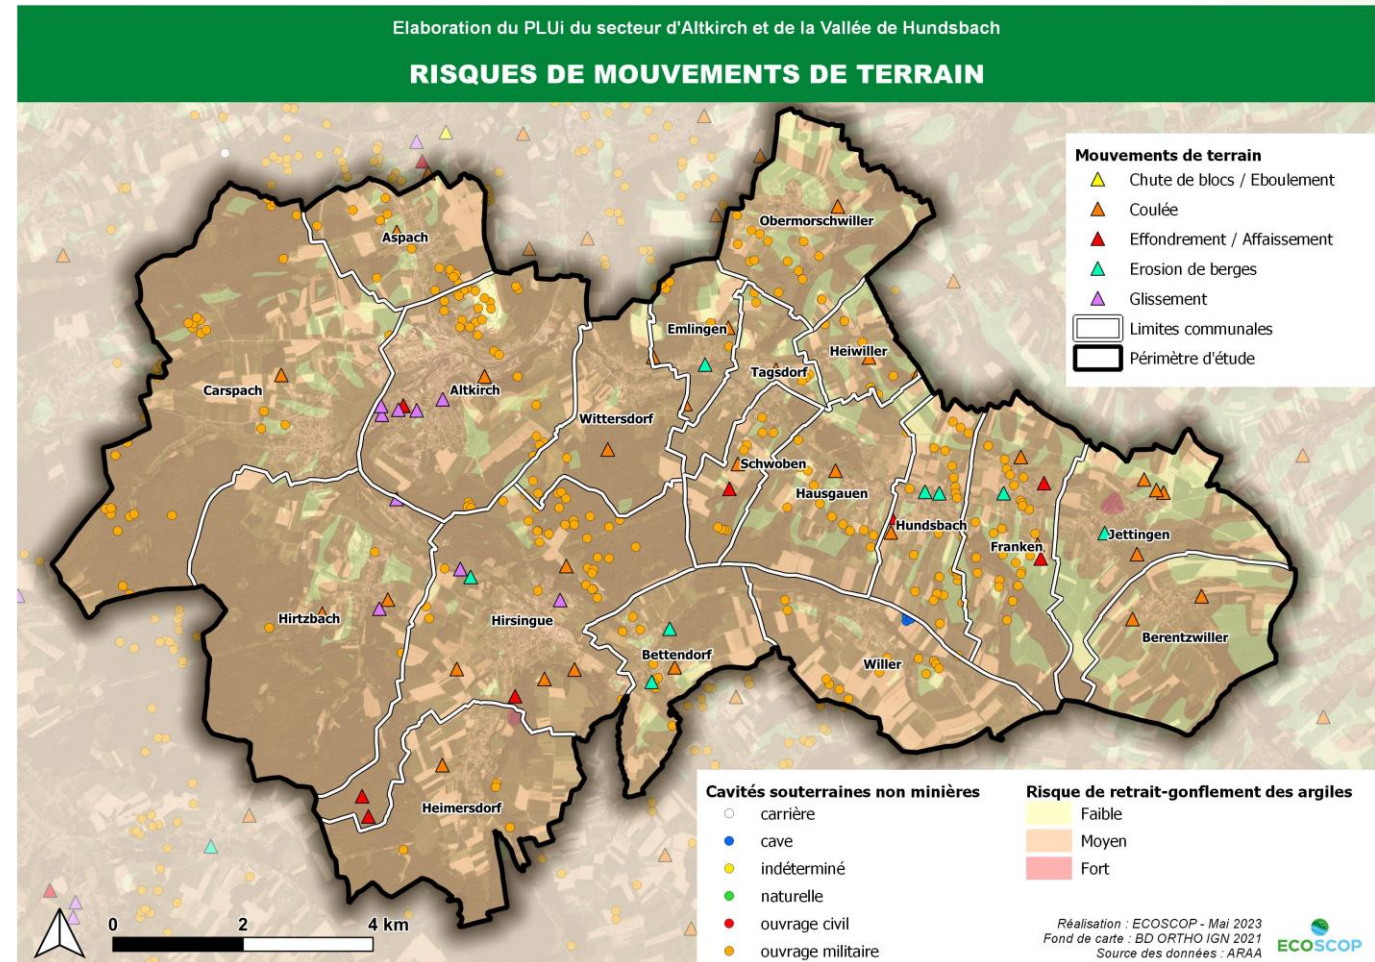 Elaboration du PLUi du secteur d'Altkirch et de la Vallée de Hundsbach
RISQUES DE MOUVEMENTS DE TERRAIN
Mouvements de terrain
Chute de blocs / Eboulement
Coulée
Effondrement / Affaissement
Erosion de berges
Glissement
Limites communales
Périmètre d'étude
Obermorschwiller
Aspach
Emlingen
Heiwiller
Tagsdorf
Carspach
Altkirch
Wittersdorf
Schwoben
Hausgauen
Hundsbach
Franken
Jettingen
Hirtzbach
Hirsingue
Berentzwiller
Bettendorf
Willer
Heimersdorf
Cavités souterraines non minières
carrière
cave
indéterminé
naturelle
ouvrage civil
ouvrage militaire
Risque de retrait-gonflement des argiles
Faible
Moyen
Fort
0 2 4 km
Réalisation : ECOSCOP - Mai 2023
Fond de carte : BD ORTHO IGN 2021
Source des données : ARAA
ECOSCOP